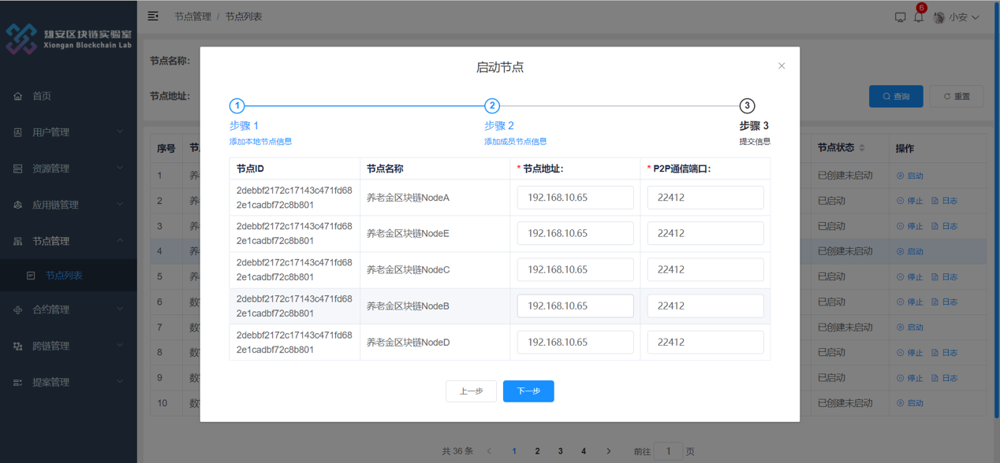 雄安区块链实验室
Xiongan Blockchain Lab
首页
用户管理
资源管理
应用链管理
节点管理
节点列表
合约管理
跨链管理
提案管理
节点管理 / 节点列表
6
小安
节点名称:
节点地址:
查询
重置
启动节点
1
2
3
步骤 1
步骤 2
步骤 3
添加本地节点信息
添加成员节点信息
提交信息
节点ID 节点名称 * 节点地址: * P2P通信端口:
2debbf2172c17143c471fd68
2e1cadbf72c8b801
养老金区块链NodeA 192.168.10.65 22412
2debbf2172c17143c471fd68
2e1cadbf72c8b801
养老金区块链NodeE 192.168.10.65 22412
2debbf2172c17143c471fd68
2e1cadbf72c8b801
养老金区块链NodeC 192.168.10.65 22412
2debbf2172c17143c471fd68
2e1cadbf72c8b801
养老金区块链NodeB 192.168.10.65 22412
2debbf2172c17143c471fd68
2e1cadbf72c8b801
养老金区块链NodeD 192.168.10.65 22412
上一步
下一步
序号 节 节点状态 操作
1 养 已创建未启动 启动
2 养 已启动 停止 日志
3 养 已启动 停止 日志
4 养 已创建未启动 启动
5 养 已启动 停止 日志
6 数 已启动 停止 日志
7 数 已创建未启动 启动
8 数 已启动 停止 日志
9 数 已启动 停止 日志
10 数 已创建未启动 启动
共 36 条 1 2 3 4 前往 1 页